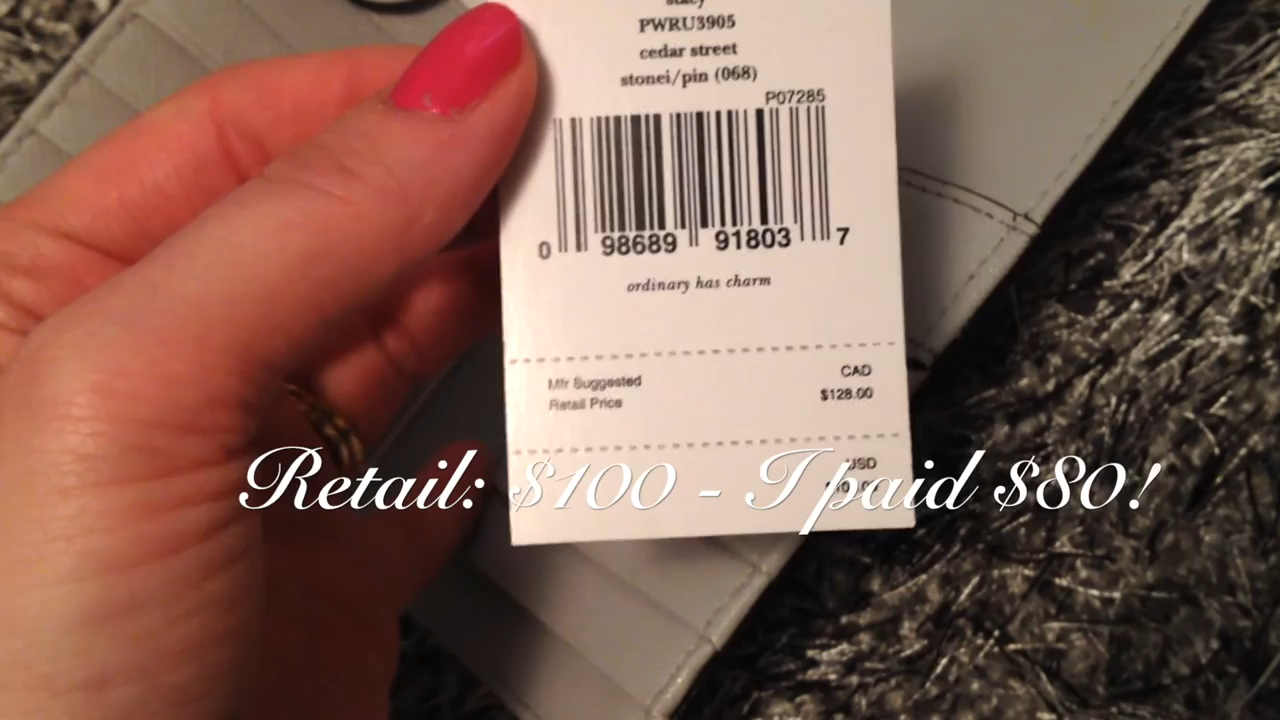 stacy
PWRU3905
cedar street
stonei/pin (068)
P07285
0 98689 91803 7
ordinary has charm
Mfr Suggested
Retail Price
CAD
$128.00
USD
Retail: $100 - I paid $80!